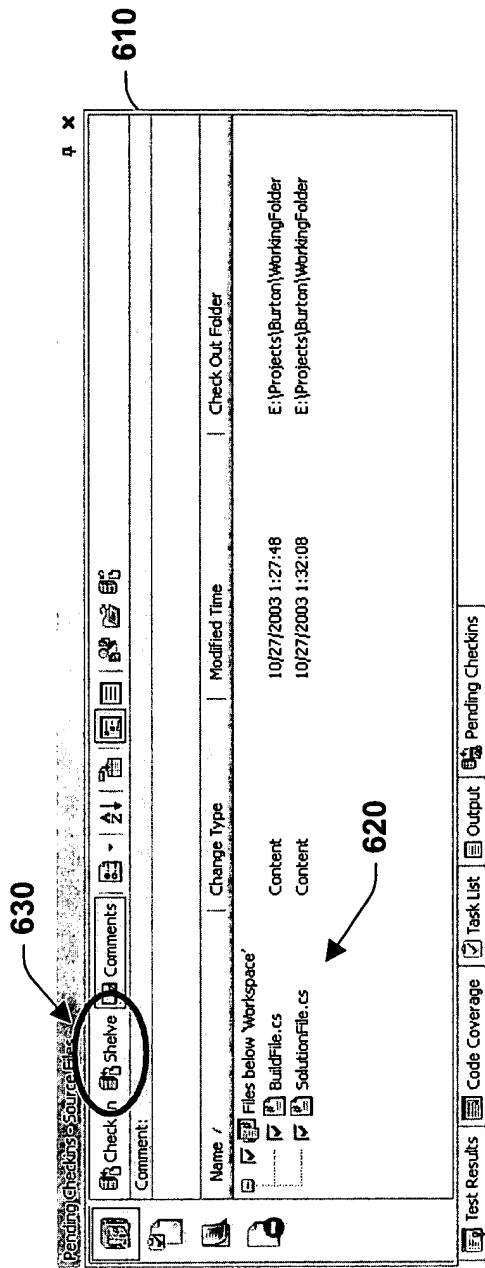 630
610
Pending Checkins - Source Files
Check In Shelve Comments
Comment:
Name / Change Type Modified Time Check Out Folder
Files below 'Workspace'
BuildFile.cs Content 10/27/2003 1:27:48 E:\Projects\Burton\WorkingFolder
SolutionFile.cs Content 10/27/2003 1:32:08 E:\Projects\Burton\WorkingFolder
620
Test Results Code Coverage Task List Output Pending Checkins